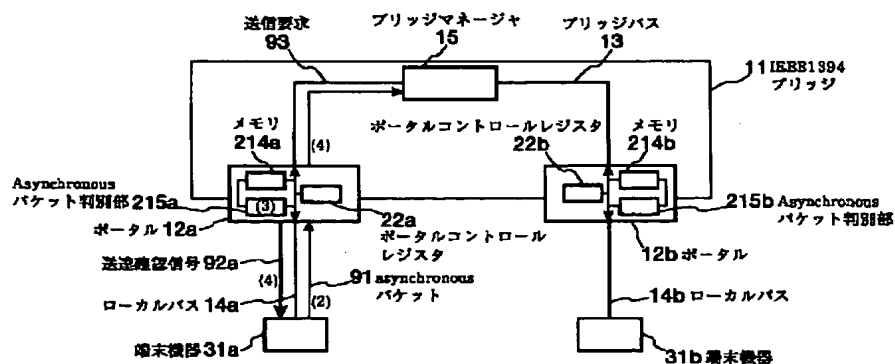 送信要求
93
ブリッジマネージャ
15
ブリッジバス
13
11 IEEE1394
ブリッジ
メモリ
214a
(4)
ポータルコントロールレジスタ
22b
メモリ
214b
Asynchronous
パケット判別部 215a
(3)
ポータル 12a
22a
ポータルコントロール
レジスタ
215b Asynchronous
パケット判別部
12b ポータル
送達確認信号 92a
(4)
(2)
91 asynchronous
パケット
ローカルバス 14a
14b ローカルバス
端末機器 31a
31b 端末機器